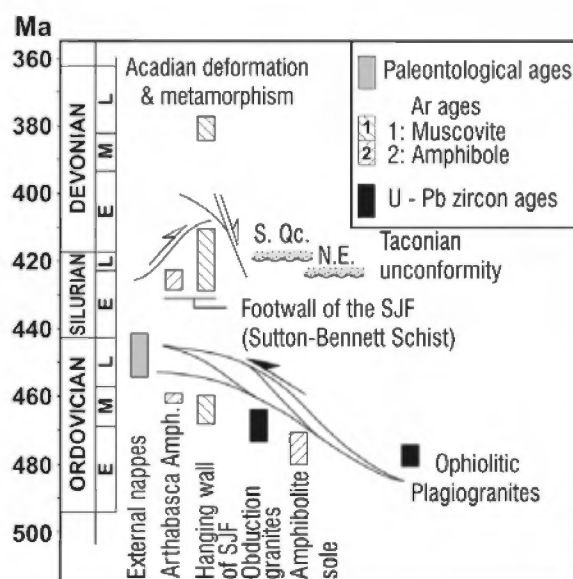 Ma
360
380
400
420
440
460
480
500
DEVONIAN
SILURIAN
ORDOVICIAN
L
M
E
L
E
L
M
E
Acadian deformation
& metamorphism
Paleontological ages
Ar ages
1 1: Muscovite
2 2: Amphibole
U - Pb zircon ages
S. Qc.
N.E.
Taconian
unconformity
Footwall of the SJF
(Sutton-Bennett Schist)
Ophiolitic
Plagiogranites
External nappes
Arthabasca Amph.
Hanging wall
of SJF
Obduction
granites
Amphibolite
sole